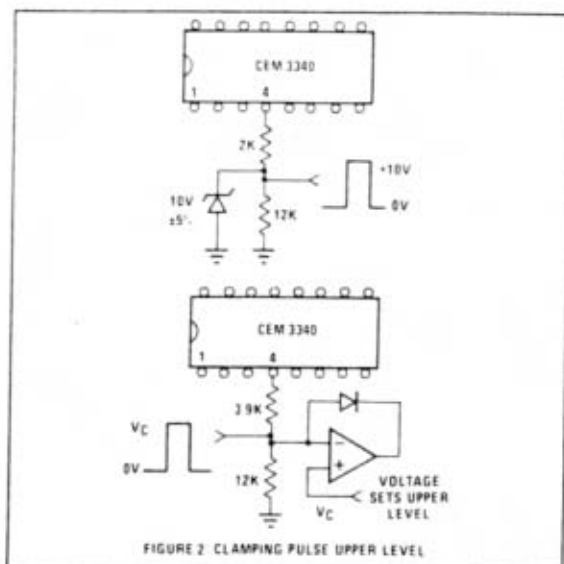 CEM 3340
1 4
2K
+10V
10V
0V
±5%
12K
CEM 3340
1 4
3.9K
VC
0V
12K
VOLTAGE
SETS UPPER
VC LEVEL
FIGURE 2 CLAMPING PULSE UPPER LEVEL